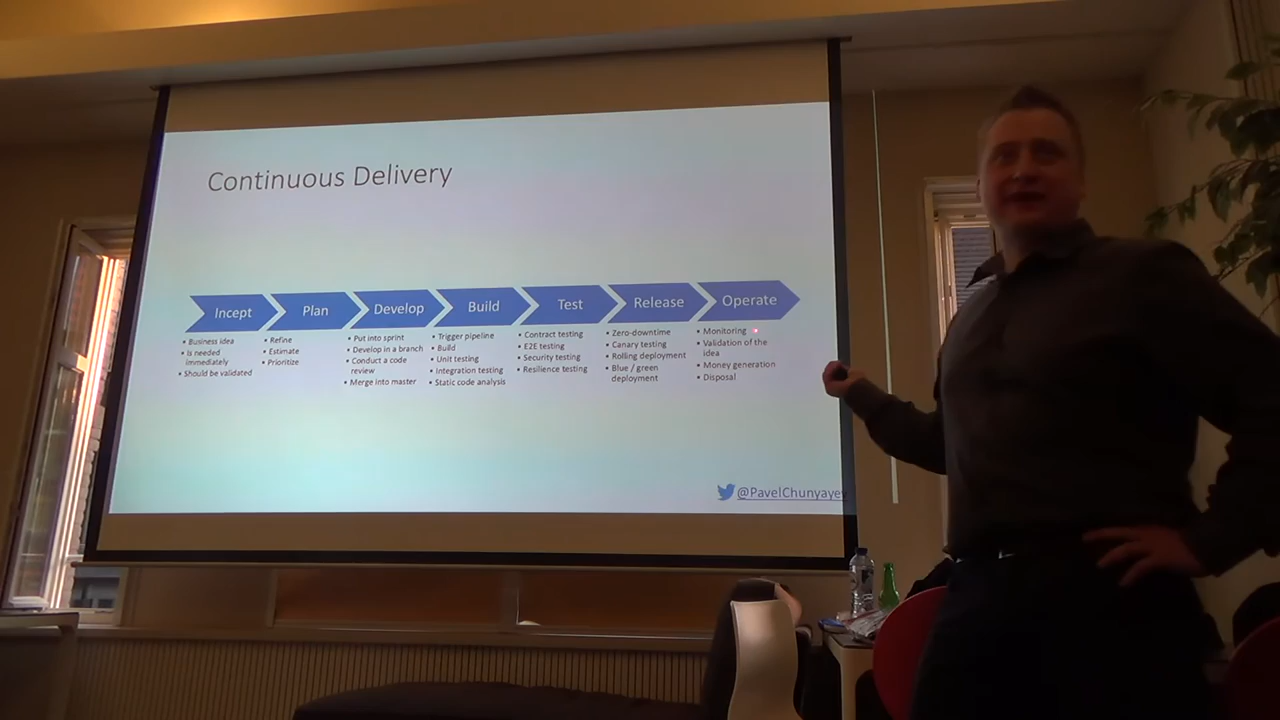 Continuous Delivery
Incept
Plan
Develop
Build
Test
Release
Operate
▪ Business idea
▪ Is needed
immediately
▪ Should be validated
▪ Refine
▪ Estimate
▪ Prioritize
▪ Put into sprint
▪ Develop in a branch
▪ Conduct a code
review
▪ Merge into master
▪ Trigger pipeline
▪ Build
▪ Unit testing
▪ Integration testing
▪ Static code analysis
▪ Contract testing
▪ E2E testing
▪ Security testing
▪ Resilience testing
▪ Zero-downtime
▪ Canary testing
▪ Rolling deployment
▪ Blue / green
deployment
▪ Monitoring
▪ Validation of the
idea
▪ Money generation
▪ Disposal
@PavelChunyayev